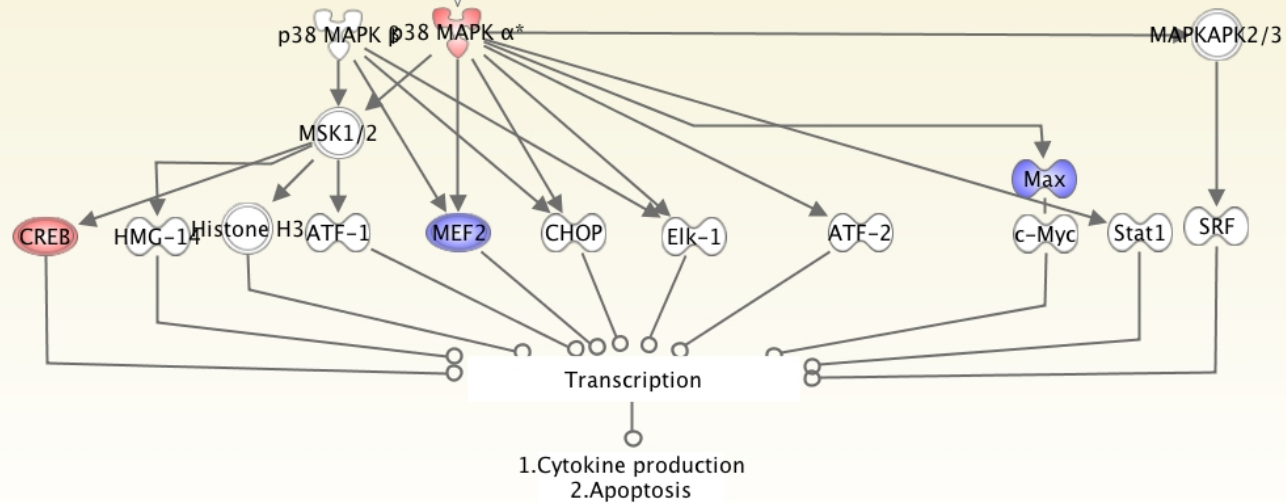 p38 MAPK β
p38 MAPK α*
MAPKAPK2/3
MSK1/2
Max
CREB
HMG-14
Histone H3
ATF-1
MEF2
CHOP
Elk-1
ATF-2
c-Myc
Stat1
SRF
Transcription
1.Cytokine production
2.Apoptosis